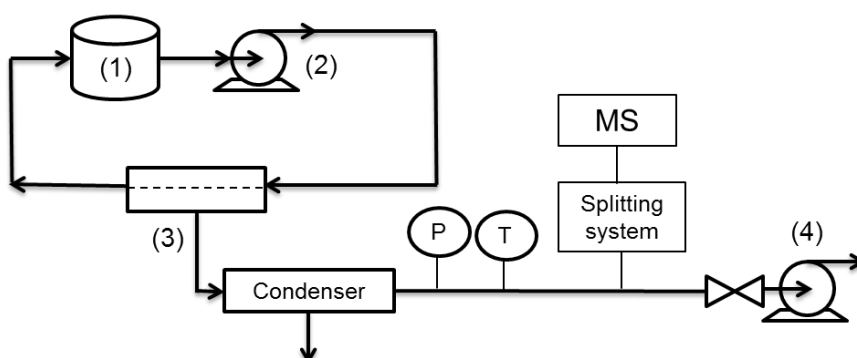 (1)
(2)
MS
Splitting
system
(3)
P
T
(4)
Condenser